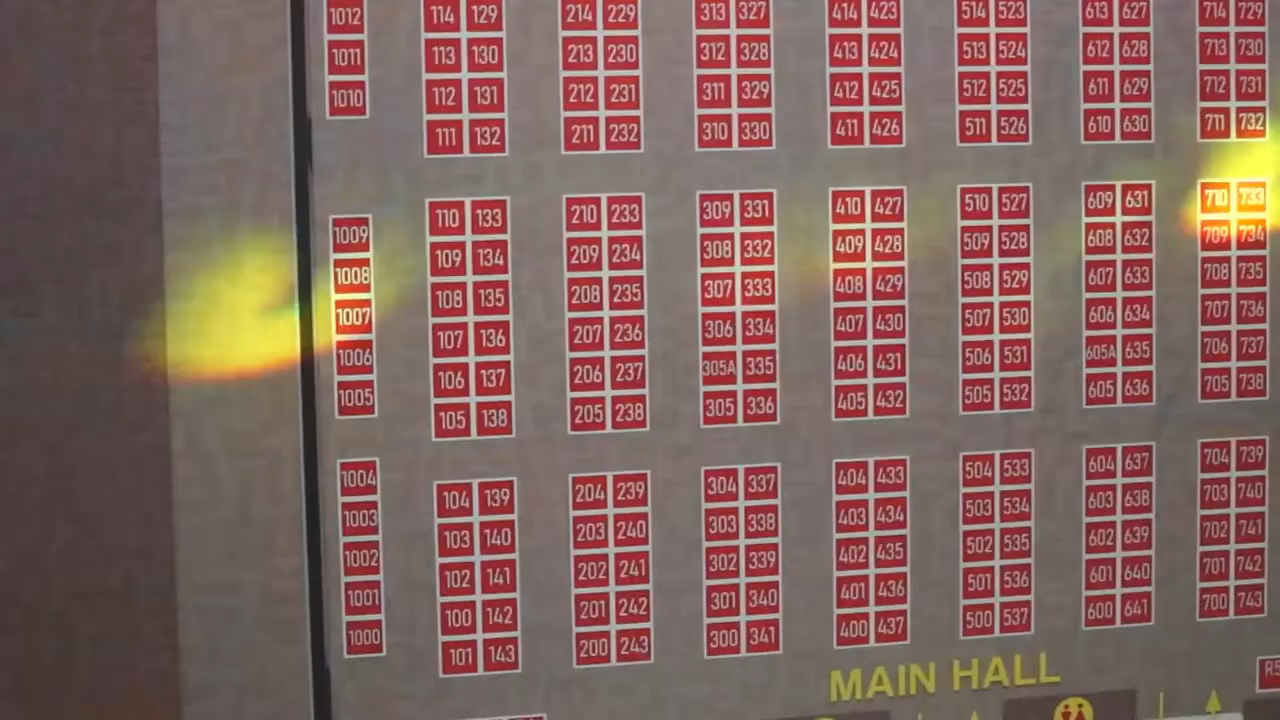 1012 114 129 214 229 313 327 414 423 514 523 613 627 714 729
1011 113 130 213 230 312 328 413 424 513 524 612 628 713 730
1010 112 131 212 231 311 329 412 425 512 525 611 629 712 731
111 132 211 232 310 330 411 426 511 526 610 630 711 732
1009 110 133 210 233 309 331 410 427 510 527 609 631 710 733
1008 109 134 209 234 308 332 409 428 509 528 608 632 709 734
1007 108 135 208 235 307 333 408 429 508 529 607 633 708 735
1006 107 136 207 236 306 334 407 430 507 530 606 634 707 736
1005 106 137 206 237 305A 335 406 431 506 531 605A 635 706 737
105 138 205 238 305 336 405 432 505 532 605 636 705 738
1004 104 139 204 239 304 337 404 433 504 533 604 637 704 739
1003 103 140 203 240 303 338 403 434 503 534 603 638 703 740
1002 102 141 202 241 302 339 402 435 502 535 602 639 702 741
1001 100 142 201 242 301 340 401 436 501 536 601 640 701 742
1000 101 143 200 243 300 341 400 437 500 537 600 641 700 743
MAIN HALL